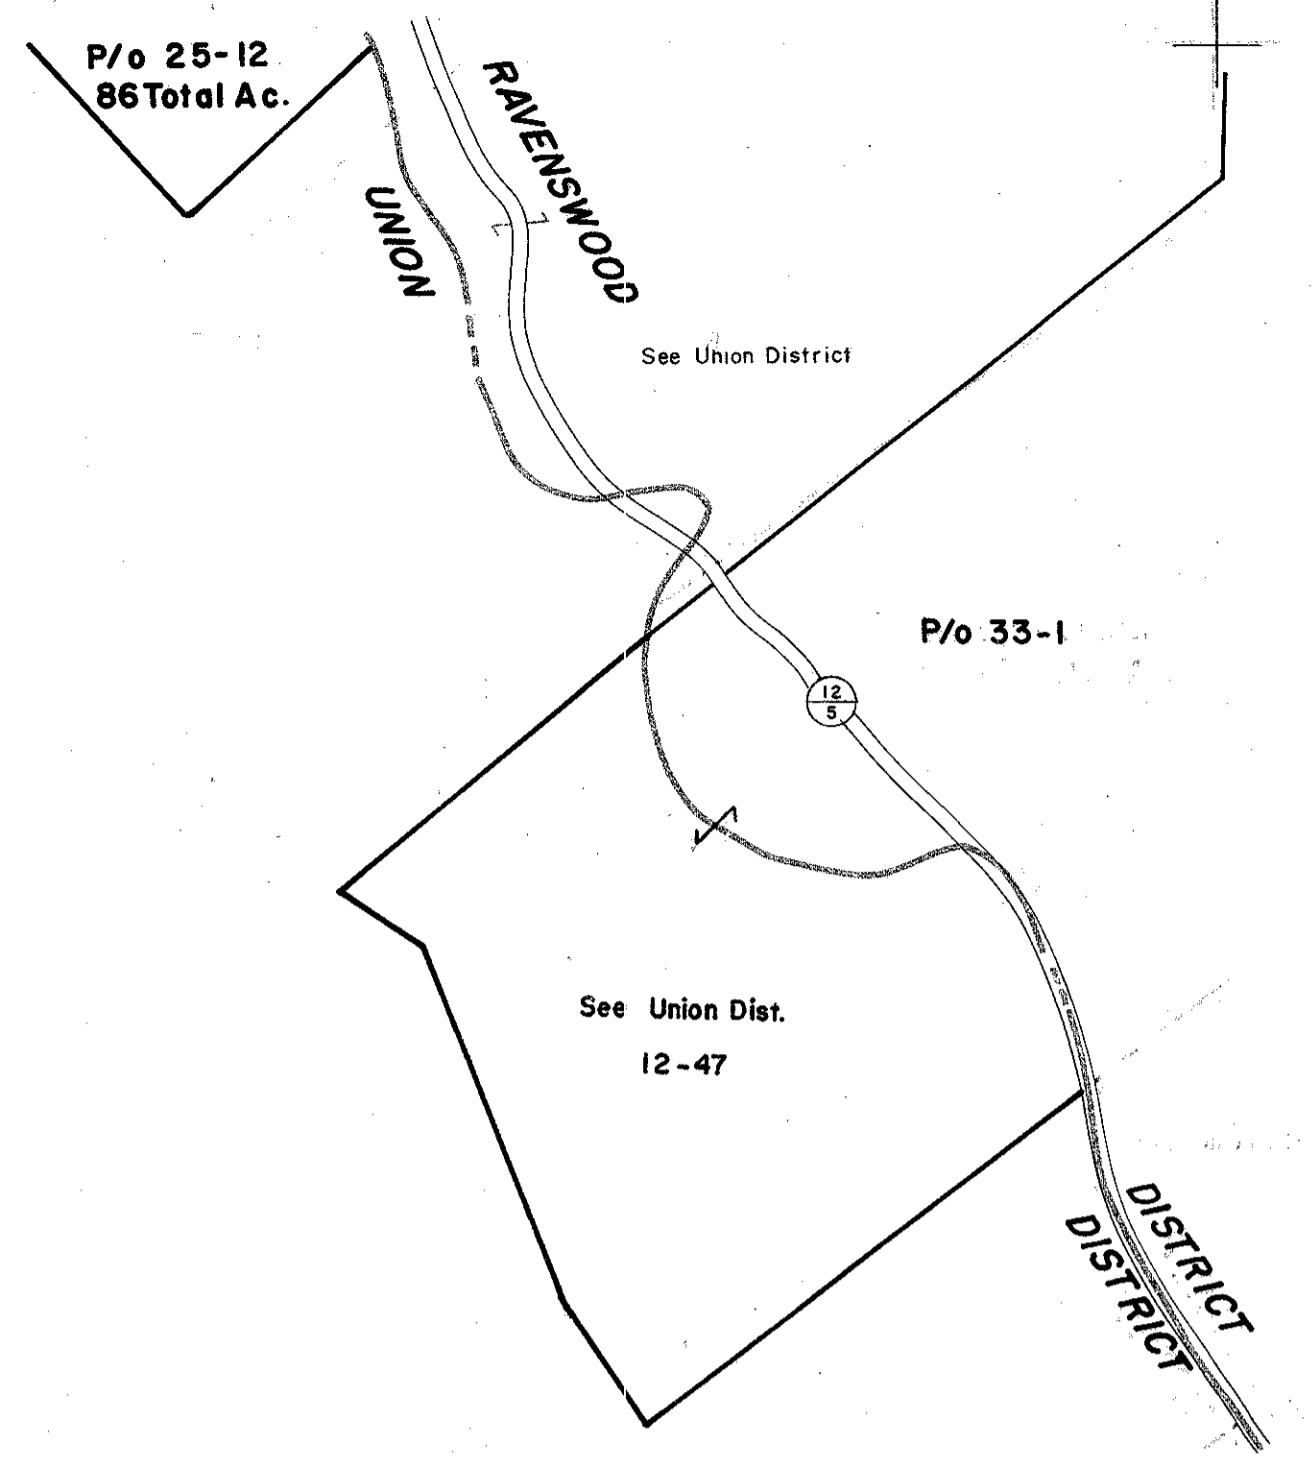 P/o 25-12
86 Total Ac.
RAVENSWOOD
UNION
See Union District
P/o 33-1
12
5
See Union Dist.
12-47
DISTRICT
DISTRICT